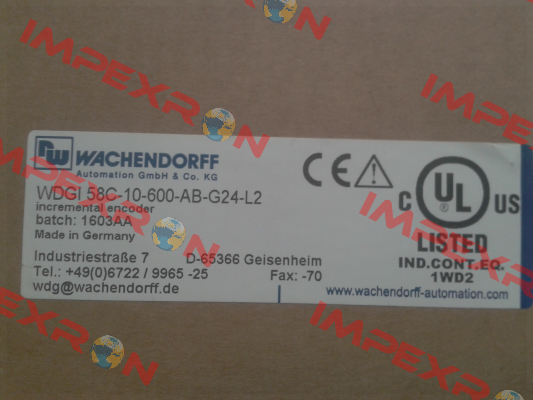 WACHENDORFF
Automation GmbH & Co. KG
WDGI 58C-10-600-AB-G24-L2
incremental encoder
batch: 1603AA
Made in Germany
Industriestraße 7 D-65366 Geisenheim
Tel.: +49(0)6722 / 9965 -25 Fax: -70
wdg@wachendorff.de
CE
C UL US
LISTED
IND.CONT.EQ.
1WD2
www.wachendorff-automation.com
IMPEXRON
IMPEXRON
IMPEXRON
IMPEXRON